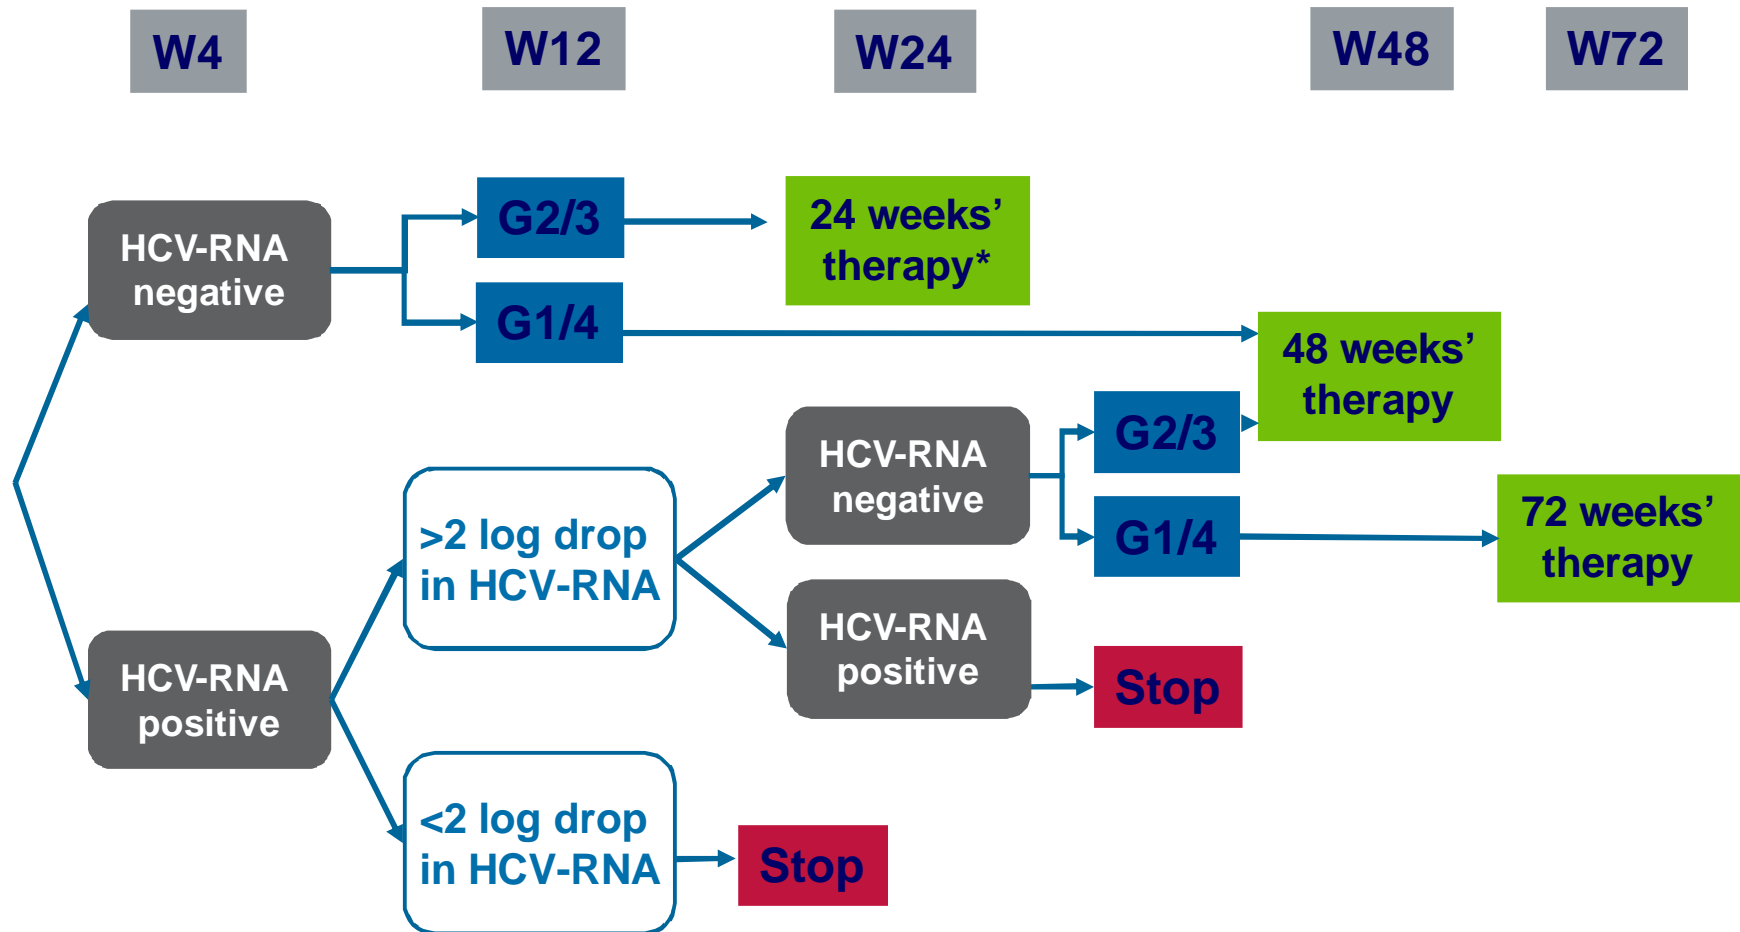 W4
W12
W24
W48
W72
HCV-RNA
negative
G2/3
24 weeks’
therapy*
G1/4
48 weeks’
therapy
HCV-RNA
negative
G2/3
G1/4
72 weeks’
therapy
>2 log drop
in HCV-RNA
HCV-RNA
positive
HCV-RNA
positive
Stop
<2 log drop
in HCV-RNA
Stop